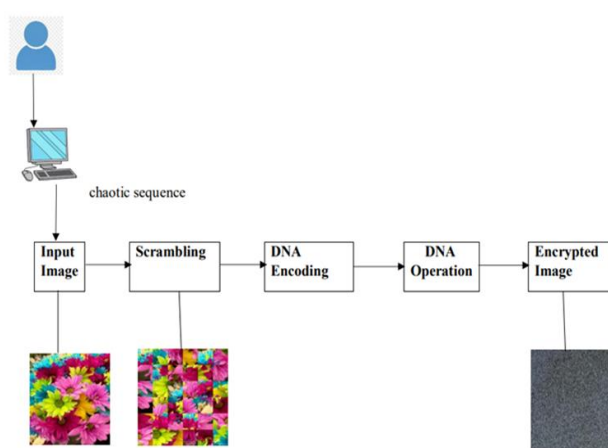 chaotic sequence
Input
Image
Scrambling
DNA
Encoding
DNA
Operation
Encrypted
Image